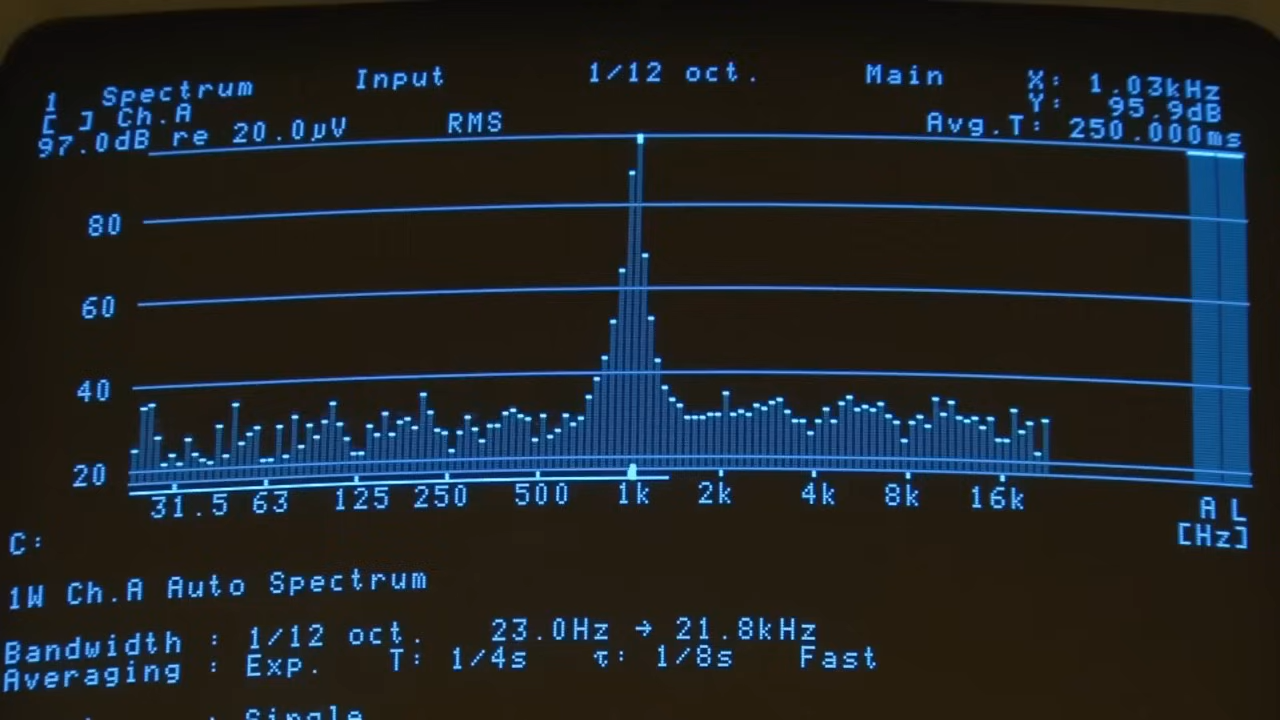 1 Spectrum Input 1/12 oct. Main X: 1.03kHz
[ ] Ch.A Y: 95.9dB
97.0dB re 20.0µV RMS Avg.T: 250.000ms
80
60
40
20
31.5 63 125 250 500 1k 2k 4k 8k 16k A L
[Hz]
C:
1W Ch.A Auto Spectrum
Bandwidth : 1/12 oct. 23.0Hz → 21.8kHz
Averaging : Exp. T: 1/4s τ: 1/8s Fast
: Single